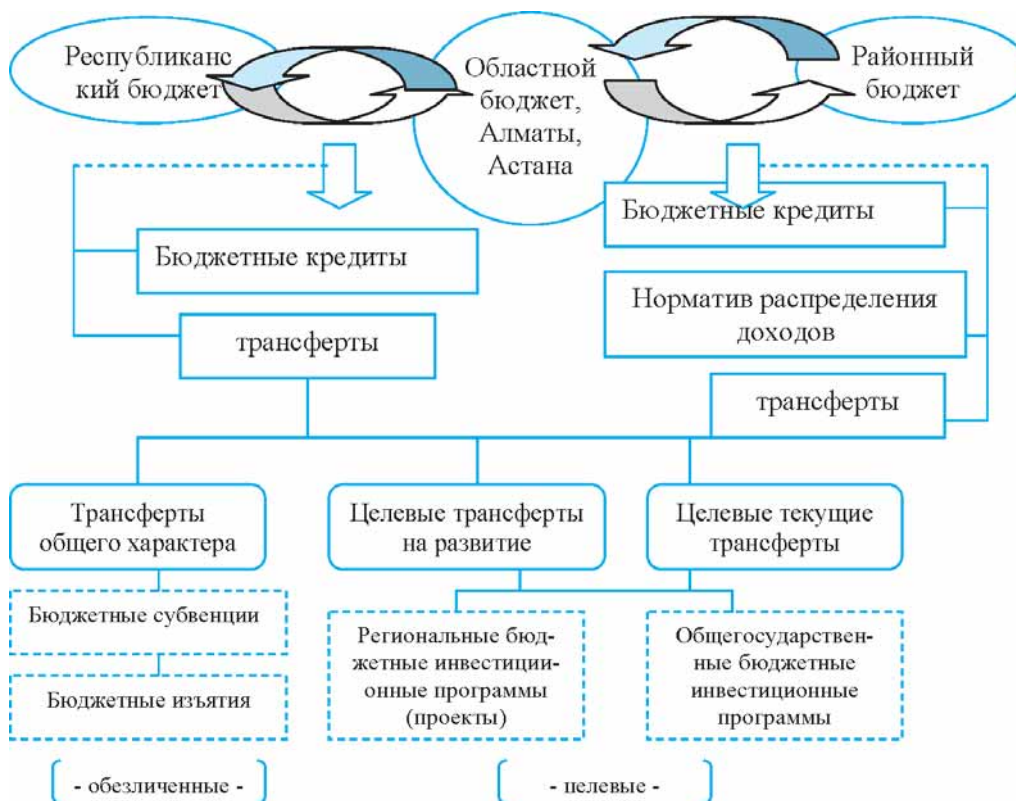 Республиканс
кий бюджет
Областной
бюджет,
Алматы,
Астана
Районный
бюджет
Бюджетные кредиты
трансферты
Бюджетные кредиты
Норматив распределения
доходов
трансферты
Трансферты
общего характера
Целевые трансферты
на развитие
Целевые текущие
трансферты
Бюджетные субвенции
Бюджетные изъятия
Региональные бюд-
жетные инвестици-
онные программы
(проекты)
Общегосударствен-
ные бюджетные
инвестиционные
программы
- обезличенные -
- целевые -